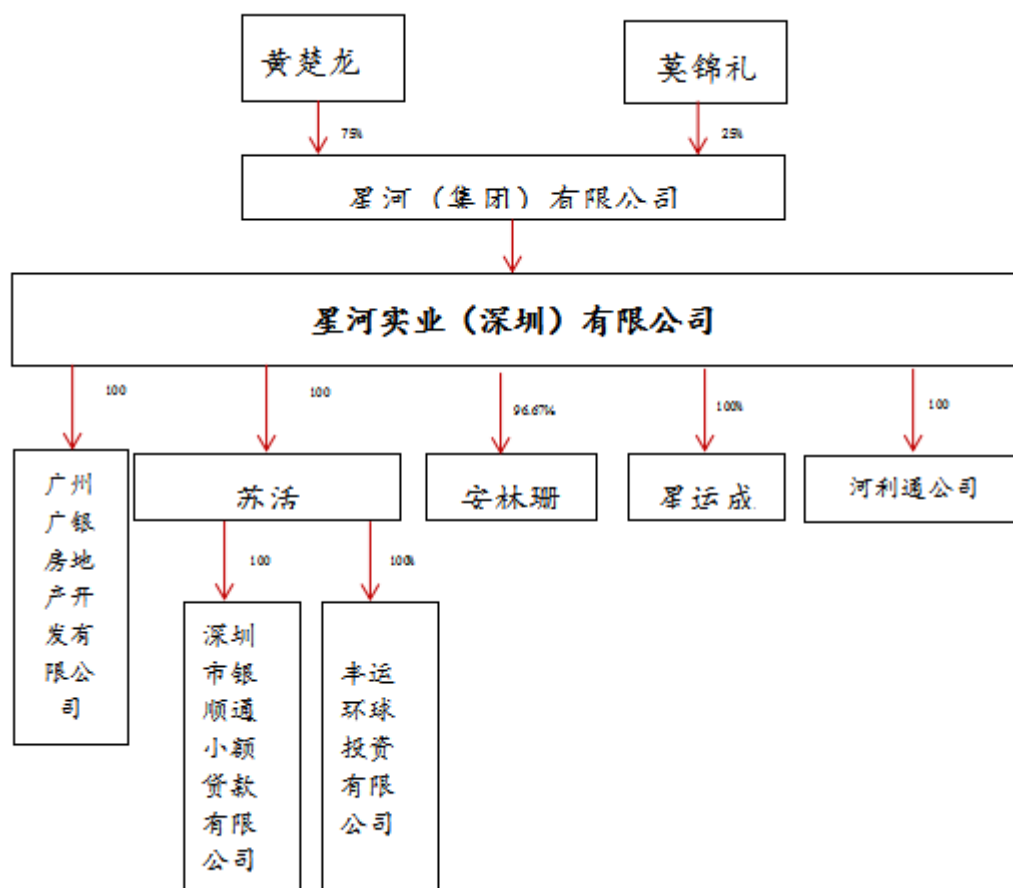 黄楚龙
莫锦礼
75%
25%
星河（集团）有限公司
星河实业（深圳）有限公司
100
100
96.67%
100%
100
广州
广银
房地
产开
发有
限公
司
苏活
安林珊
星运成
河利通公司
100
100%
深圳
市银
顺通
小额
贷款
有限
公司
丰运
环球
投资
有限
公司